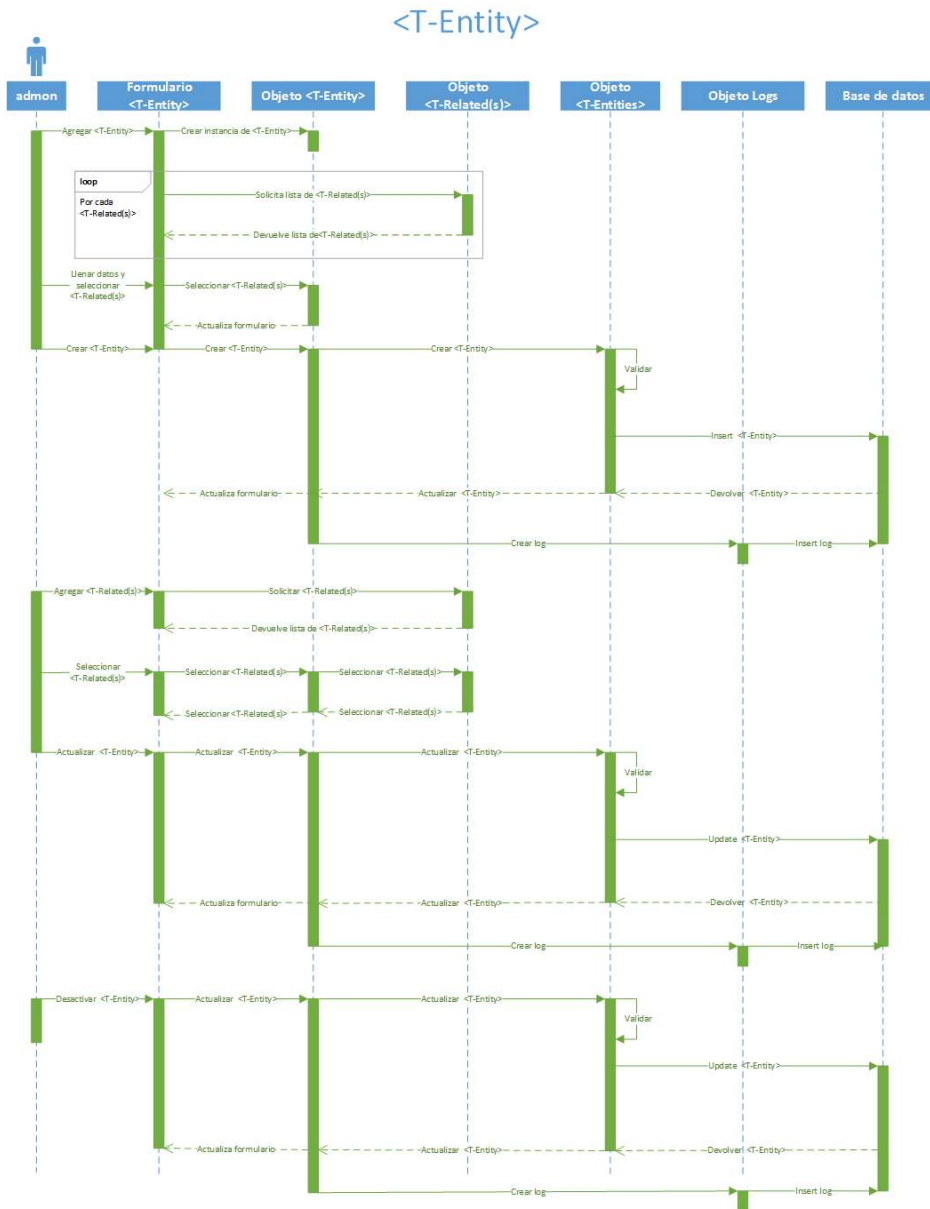 <T-Entity>
admon
Formulario
<T-Entity>
Objeto <T-Entity>
Objeto
<T-Related(s)>
Objeto
<T-Entities>
Objeto Logs
Base de datos
Agregar <T-Entity>
Crear instancia de <T-Entity>
loop
Por cada
<T-Related(s)>
Solicita lista de <T-Related(s)>
Devuelve lista de<T-Related(s)>
Llenar datos y
seleccionar
<T-Related(s)>
Seleccionar <T-Related(s)>
Actualiza formulario
Crear <T-Entity>
Crear <T-Entity>
Crear <T-Entity>
Validar
Insert <T-Entity>
Actualiza formulario
Actualizar <T-Entity>
Devolver <T-Entity>
Crear log
Insert log
Agregar <T-Related(s)>
Solicitar <T-Related(s)>
Devuelve lista de <T-Related(s)>
Seleccionar
<T-Related(s)>
Seleccionar <T-Related(s)>
Seleccionar <T-Related(s)>
Seleccionar <T-Related(s)>
Seleccionar <T-Related(s)>
Actualizar <T-Entity>
Actualizar <T-Entity>
Actualizar <T-Entity>
Validar
Update <T-Entity>
Actualiza formulario
Actualizar <T-Entity>
Devolver <T-Entity>
Crear log
Insert log
Desactivar <T-Entity>
Actualizar <T-Entity>
Actualizar <T-Entity>
Validar
Update <T-Entity>
Actualiza formulario
Actualizar <T-Entity>
Devolver <T-Entity>
Crear log
Insert log